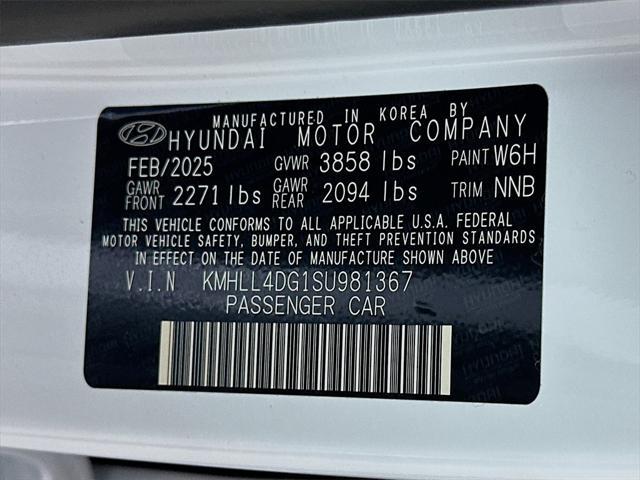 MANUFACTURED IN KOREA BY
HYUNDAI MOTOR COMPANY
FEB/2025 GVWR 3858 lbs PAINT W6H
GAWR FRONT 2271 lbs GAWR REAR 2094 lbs TRIM NNB
THIS VEHICLE CONFORMS TO ALL APPLICABLE U.S.A. FEDERAL
MOTOR VEHICLE SAFETY, BUMPER, AND THEFT PREVENTION STANDARDS
IN EFFECT ON THE DATE OF MANUFACTURE SHOWN ABOVE
V.I.N KMHLL4DG1SU981367
PASSENGER CAR